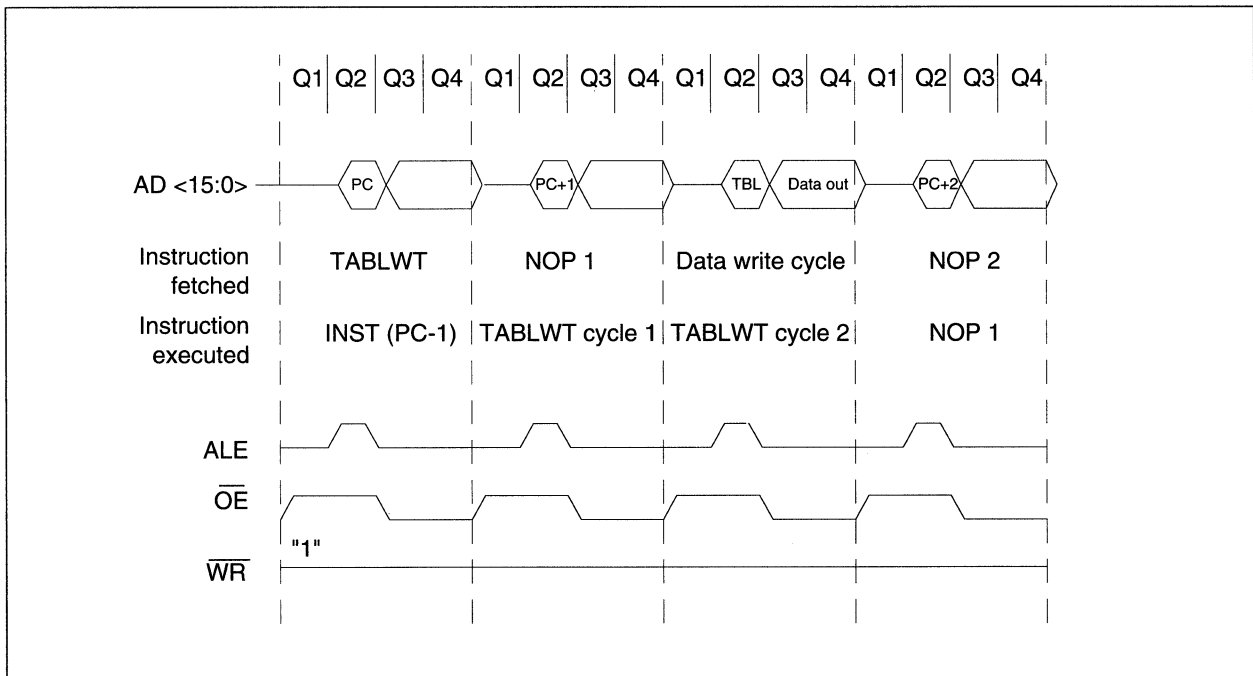 Q1 Q2 Q3 Q4 Q1 Q2 Q3 Q4 Q1 Q2 Q3 Q4 Q1 Q2 Q3 Q4
AD <15:0> PC PC+1 TBL Data out PC+2
Instruction fetched TABLWT NOP 1 Data write cycle NOP 2
Instruction executed INST (PC-1) TABLWT cycle 1 TABLWT cycle 2 NOP 1
ALE
OE
"1"
WR